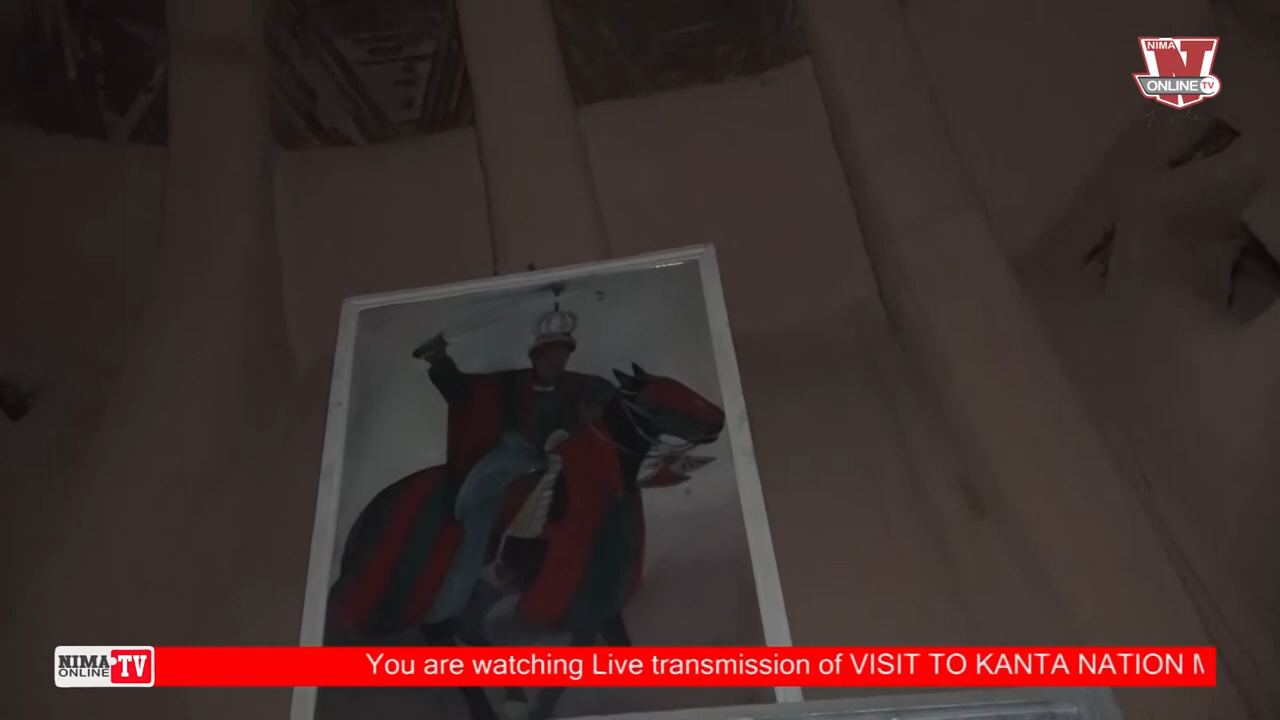 NIMA
N
ONLINE TV
NIMA
ONLINE TV
You are watching Live transmission of VISIT TO KANTA NATION